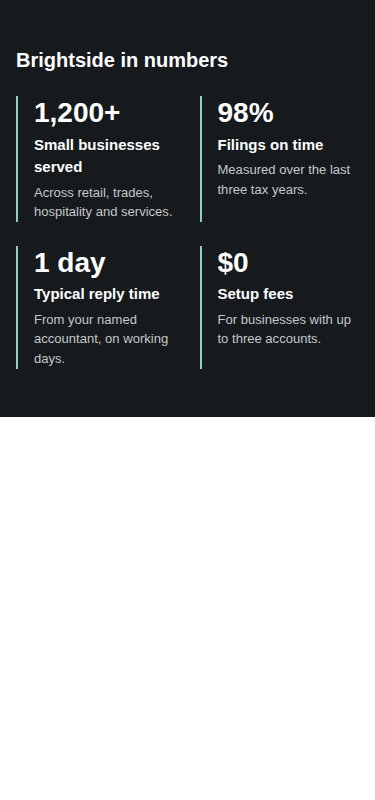 Brightside in numbers
1,200+
Small businesses
served
Across retail, trades,
hospitality and services.
98%
Filings on time
Measured over the last
three tax years.
1 day
Typical reply time
From your named
accountant, on working
days.
$0
Setup fees
For businesses with up
to three accounts.